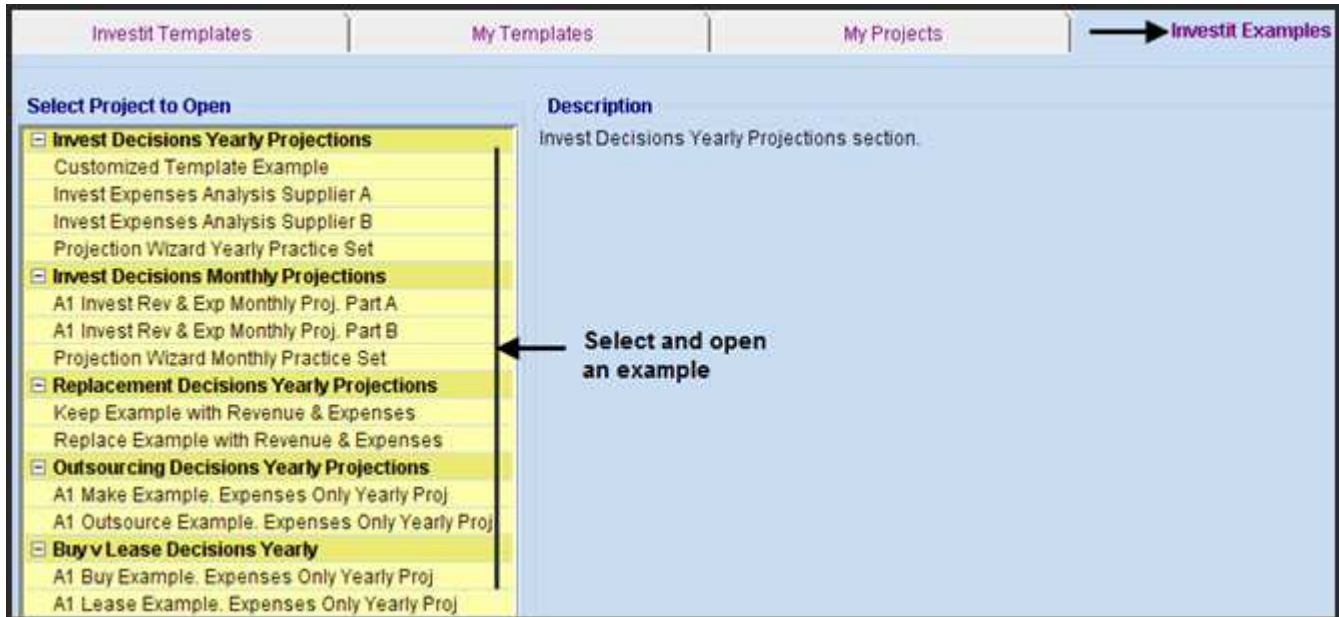 Investit Templates
My Templates
My Projects
Investit Examples
Select Project to Open
Description
Invest Decisions Yearly Projections
Invest Decisions Yearly Projections section.
Customized Template Example
Invest Expenses Analysis Supplier A
Invest Expenses Analysis Supplier B
Projection Wizard Yearly Practice Set
Invest Decisions Monthly Projections
A1 Invest Rev & Exp Monthly Proj. Part A
A1 Invest Rev & Exp Monthly Proj. Part B
Projection Wizard Monthly Practice Set
Select and open
an example
Replacement Decisions Yearly Projections
Keep Example with Revenue & Expenses
Replace Example with Revenue & Expenses
Outsourcing Decisions Yearly Projections
A1 Make Example. Expenses Only Yearly Proj
A1 Outsource Example. Expenses Only Yearly Proj
Buy v Lease Decisions Yearly
A1 Buy Example. Expenses Only Yearly Proj
A1 Lease Example. Expenses Only Yearly Proj